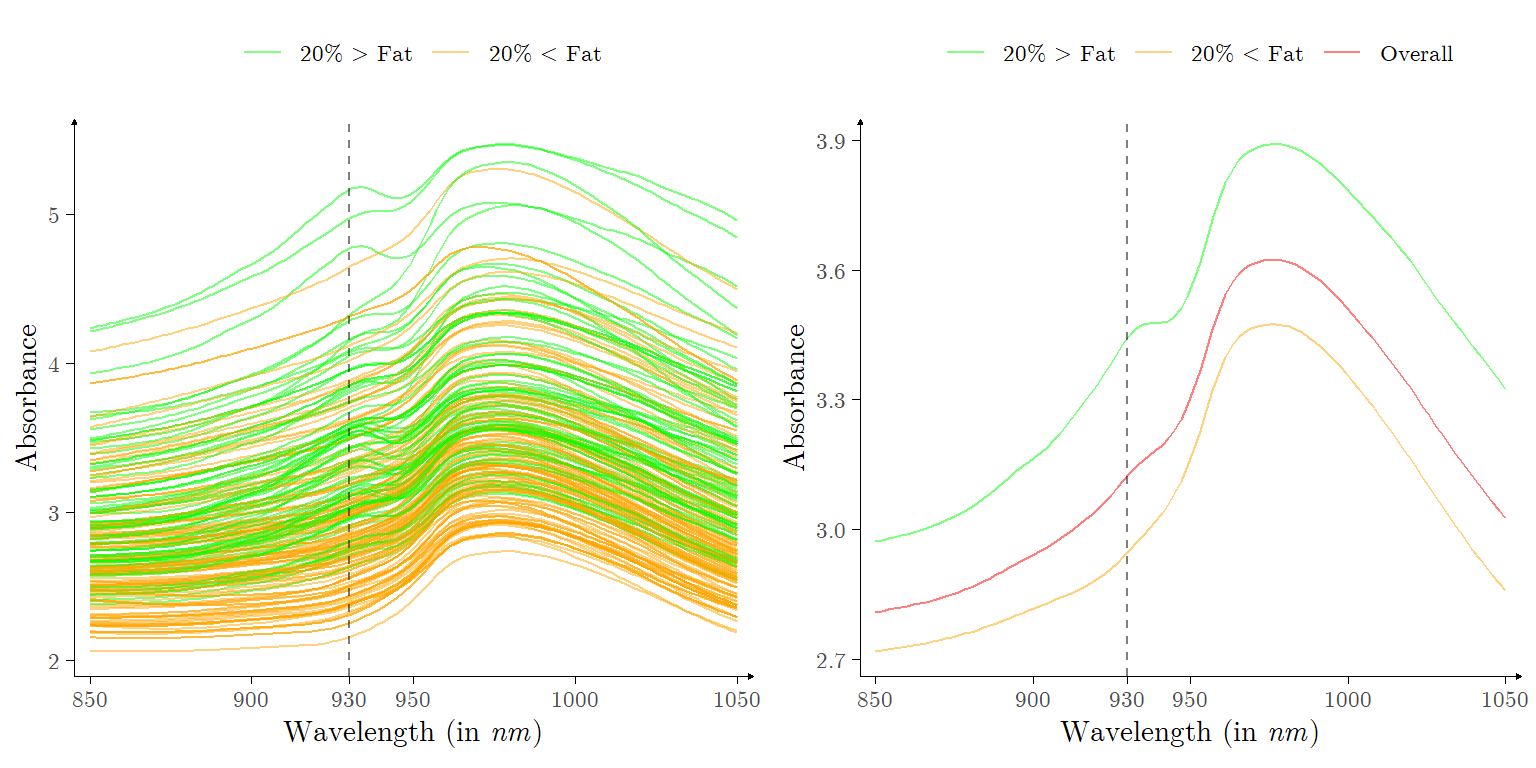 20% > Fat 20% < Fat
5
4
3
2
Absorbance
850 900 930 950 1000 1050
Wavelength (in nm)
20% > Fat 20% < Fat Overall
3.9
3.6
3.3
3.0
2.7
Absorbance
850 900 930 950 1000 1050
Wavelength (in nm)